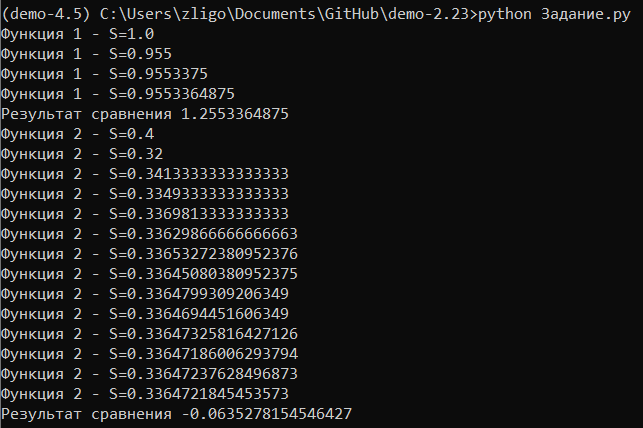 (demo-4.5) C:\Users\zligo\Documents\GitHub\demo-2.23>python Задание.py
Функция 1 - S=1.0
Функция 1 - S=0.955
Функция 1 - S=0.9553375
Функция 1 - S=0.9553364875
Результат сравнения 1.2553364875
Функция 2 - S=0.4
Функция 2 - S=0.32
Функция 2 - S=0.3413333333333333
Функция 2 - S=0.3349333333333333
Функция 2 - S=0.3369813333333333
Функция 2 - S=0.33629866666666663
Функция 2 - S=0.33653272380952376
Функция 2 - S=0.33645080380952375
Функция 2 - S=0.3364799309206349
Функция 2 - S=0.3364694451606349
Функция 2 - S=0.33647325816427126
Функция 2 - S=0.33647186006293794
Функция 2 - S=0.33647237628496873
Функция 2 - S=0.3364721845453573
Результат сравнения -0.0635278154546427